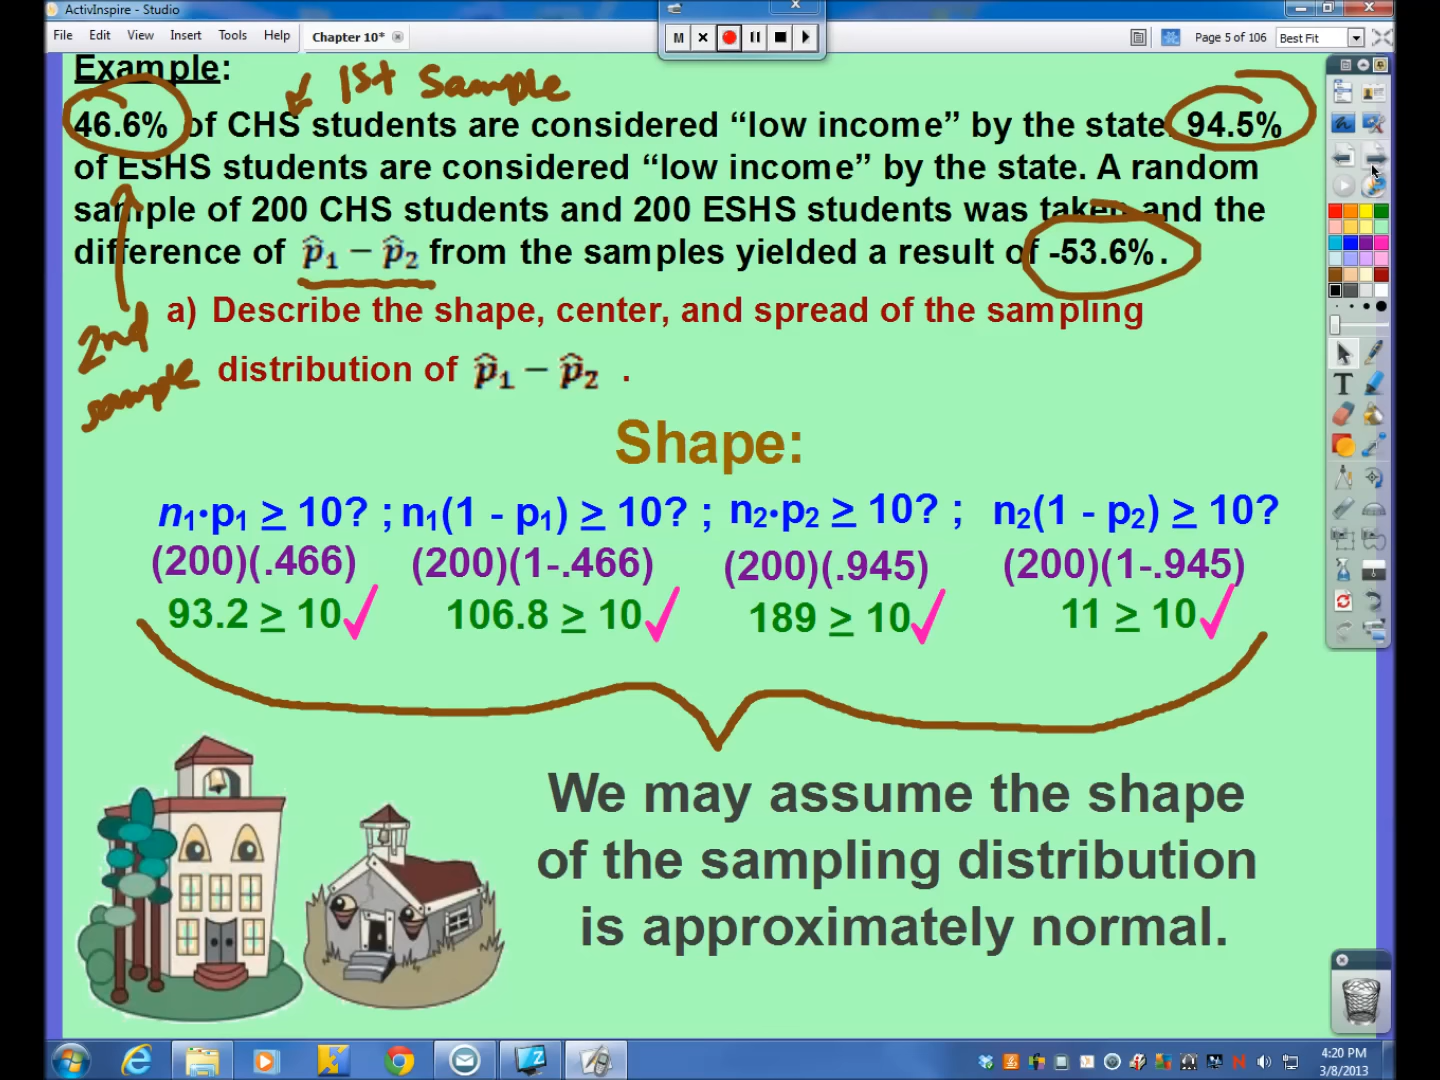 ActivInspire - Studio
File Edit View Insert Tools Help Chapter 10* Page 5 of 106 Best Fit
M
Example:
1st Sample
46.6% of CHS students are considered “low income” by the state. 94.5%
of ESHS students are considered “low income” by the state. A random
sample of 200 CHS students and 200 ESHS students was taken and the
difference of p̂₁ − p̂₂ from the samples yielded a result of -53.6%.
2nd
sample
a) Describe the shape, center, and spread of the sampling
distribution of p̂₁ − p̂₂ .
Shape:
n₁•p₁ ≥ 10? ; n₁(1 - p₁) ≥ 10? ; n₂•p₂ ≥ 10? ; n₂(1 - p₂) ≥ 10?
(200)(.466) (200)(1-.466) (200)(.945) (200)(1-.945)
93.2 ≥ 10✓ 106.8 ≥ 10✓ 189 ≥ 10✓ 11 ≥ 10✓
We may assume the shape
of the sampling distribution
is approximately normal.
4:20 PM
3/8/2013